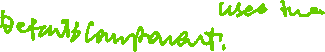 uses the
DetailsComponent.